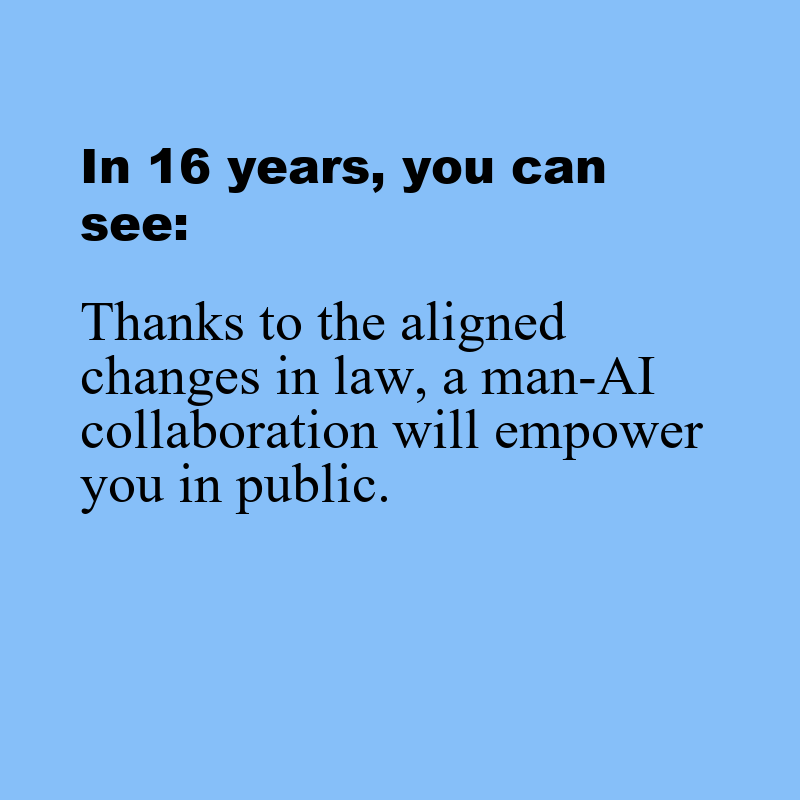 In 16 years, you can
see:
Thanks to the aligned
changes in law, a man-AI
collaboration will empower
you in public.